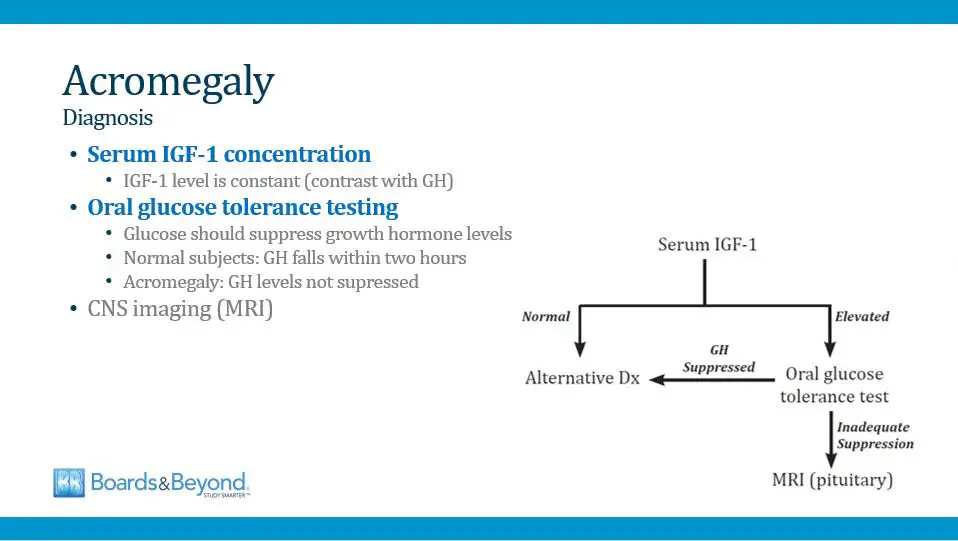 Acromegaly
Diagnosis
• Serum IGF-1 concentration
• IGF-1 level is constant (contrast with GH)
• Oral glucose tolerance testing
• Glucose should suppress growth hormone levels
• Normal subjects: GH falls within two hours
• Acromegaly: GH levels not supressed
• CNS imaging (MRI)
Serum IGF-1
Normal
Elevated
GH
Suppressed
Alternative Dx
Oral glucose
tolerance test
Inadequate
Suppression
MRI (pituitary)
BB Boards&Beyond.
STUDY SMARTER™